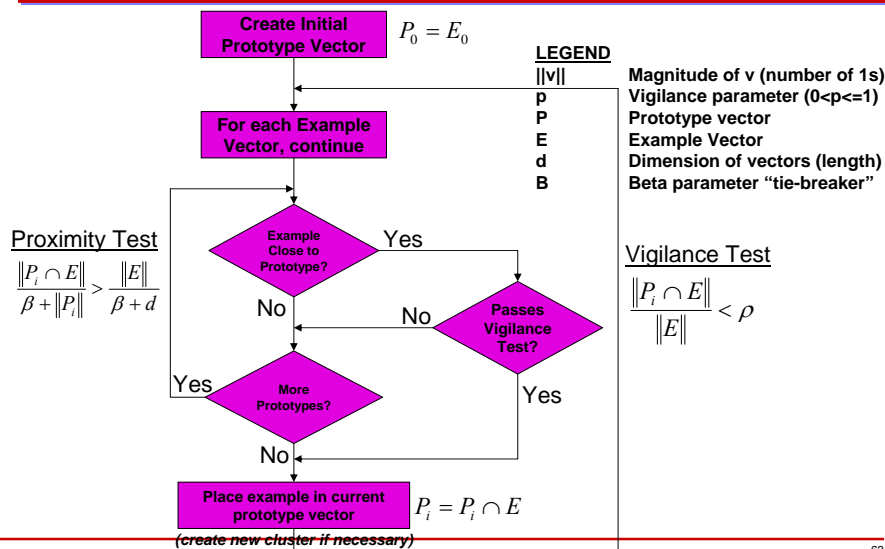 Create Initial
Prototype Vector
P₀ = E₀
LEGEND
||v|| Magnitude of v (number of 1s)
p Vigilance parameter (0<p<=1)
P Prototype vector
E Example Vector
d Dimension of vectors (length)
B Beta parameter “tie-breaker”
For each Example
Vector, continue
Proximity Test
‖Pᵢ ∩ E‖ / (β + ‖Pᵢ‖) > ‖E‖ / (β + d)
Example
Close to
Prototype?
Yes
No
Vigilance Test
‖Pᵢ ∩ E‖ / ‖E‖ < ρ
Passes
Vigilance
Test?
No
Yes
More
Prototypes?
Yes
No
Place example in current
prototype vector
Pᵢ = Pᵢ ∩ E
(create new cluster if necessary)